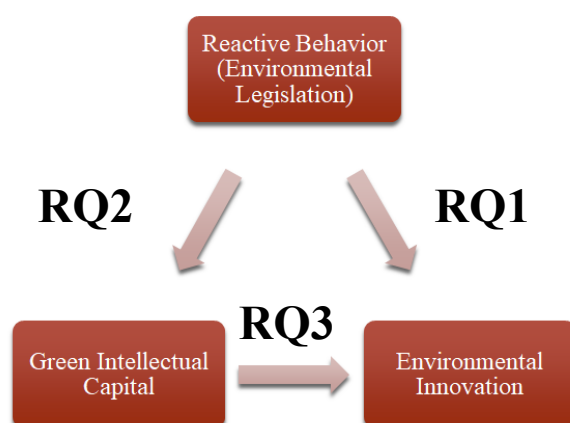 Reactive Behavior
(Environmental
Legislation)
RQ2
RQ1
RQ3
Green Intellectual
Capital
Environmental
Innovation